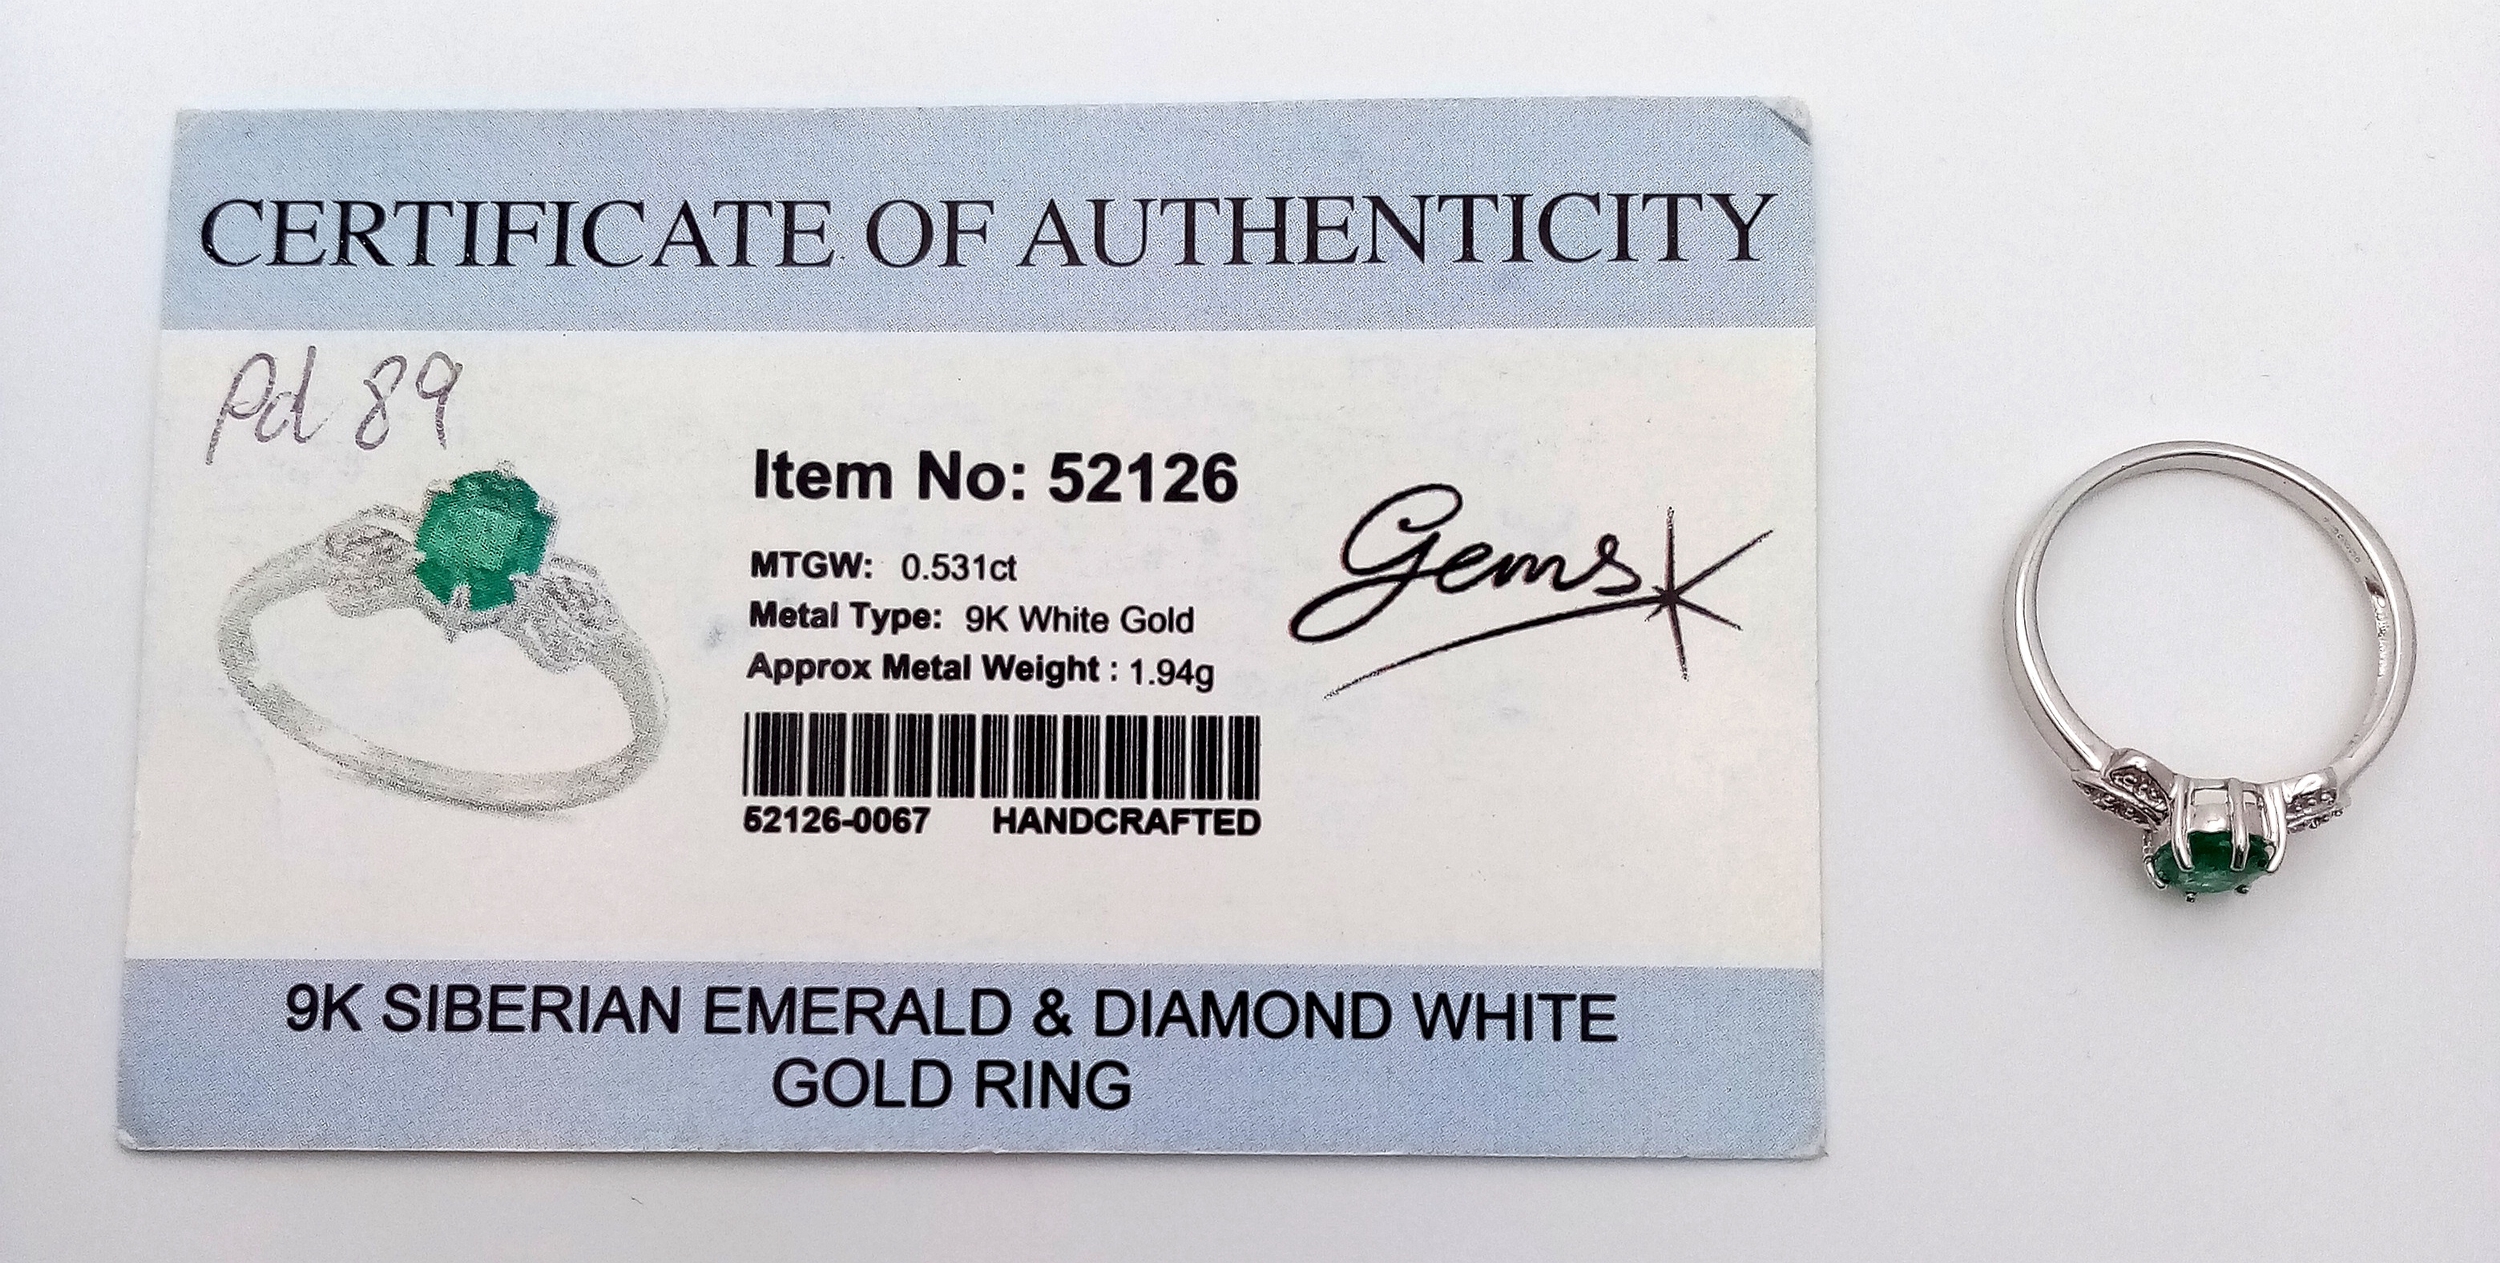 CERTIFICATE OF AUTHENTICITY
Pd 89
Item No: 52126
MTGW: 0.531ct
Metal Type: 9K White Gold
Approx Metal Weight : 1.94g
Gems
52126-0067 HANDCRAFTED
9K SIBERIAN EMERALD & DIAMOND WHITE
GOLD RING